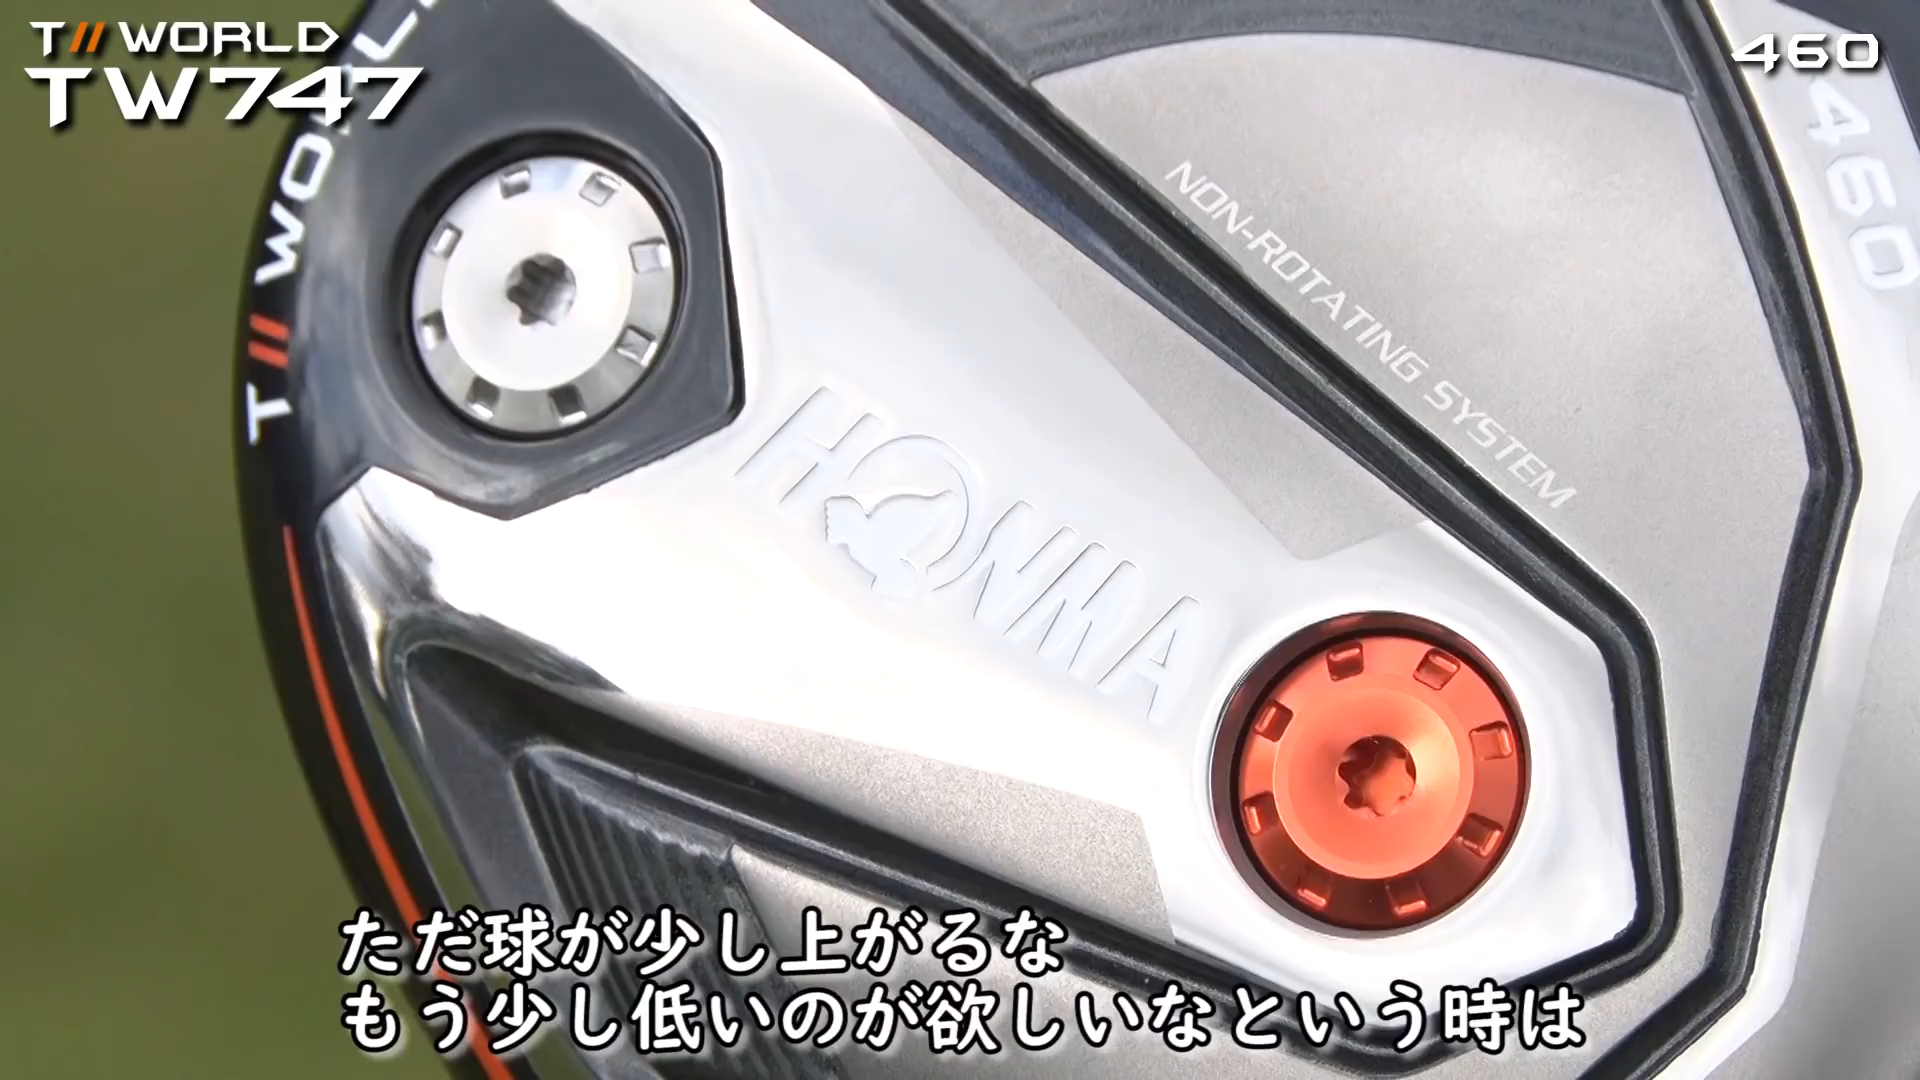 T//WORLD
TW747
460
T//WORL
460
NON-ROTATING SYSTEM
HONMA
ただ球が少し上がるな
もう少し低いのが欲しいなという時は